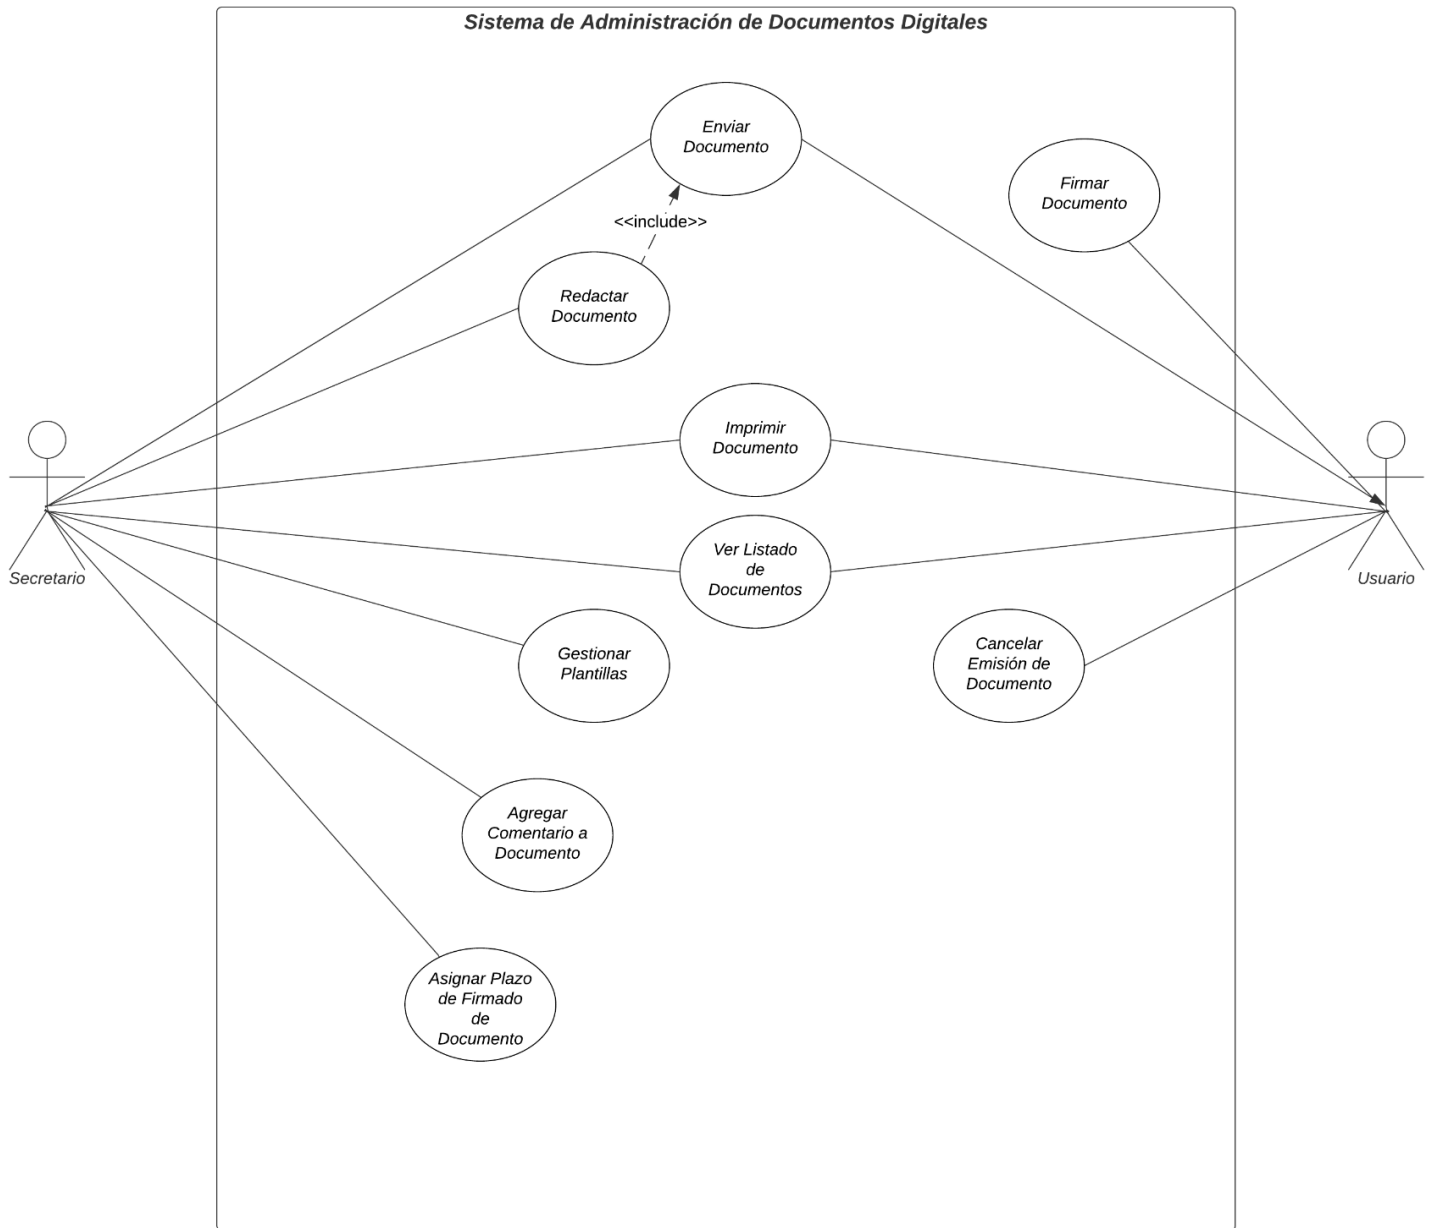 Sistema de Administración de Documentos Digitales
Enviar
Documento
Firmar
Documento
<<include>>
Redactar
Documento
Imprimir
Documento
Secretario
Ver Listado
de
Documentos
Usuario
Gestionar
Plantillas
Cancelar
Emisión de
Documento
Agregar
Comentario a
Documento
Asignar Plazo
de Firmado
de
Documento